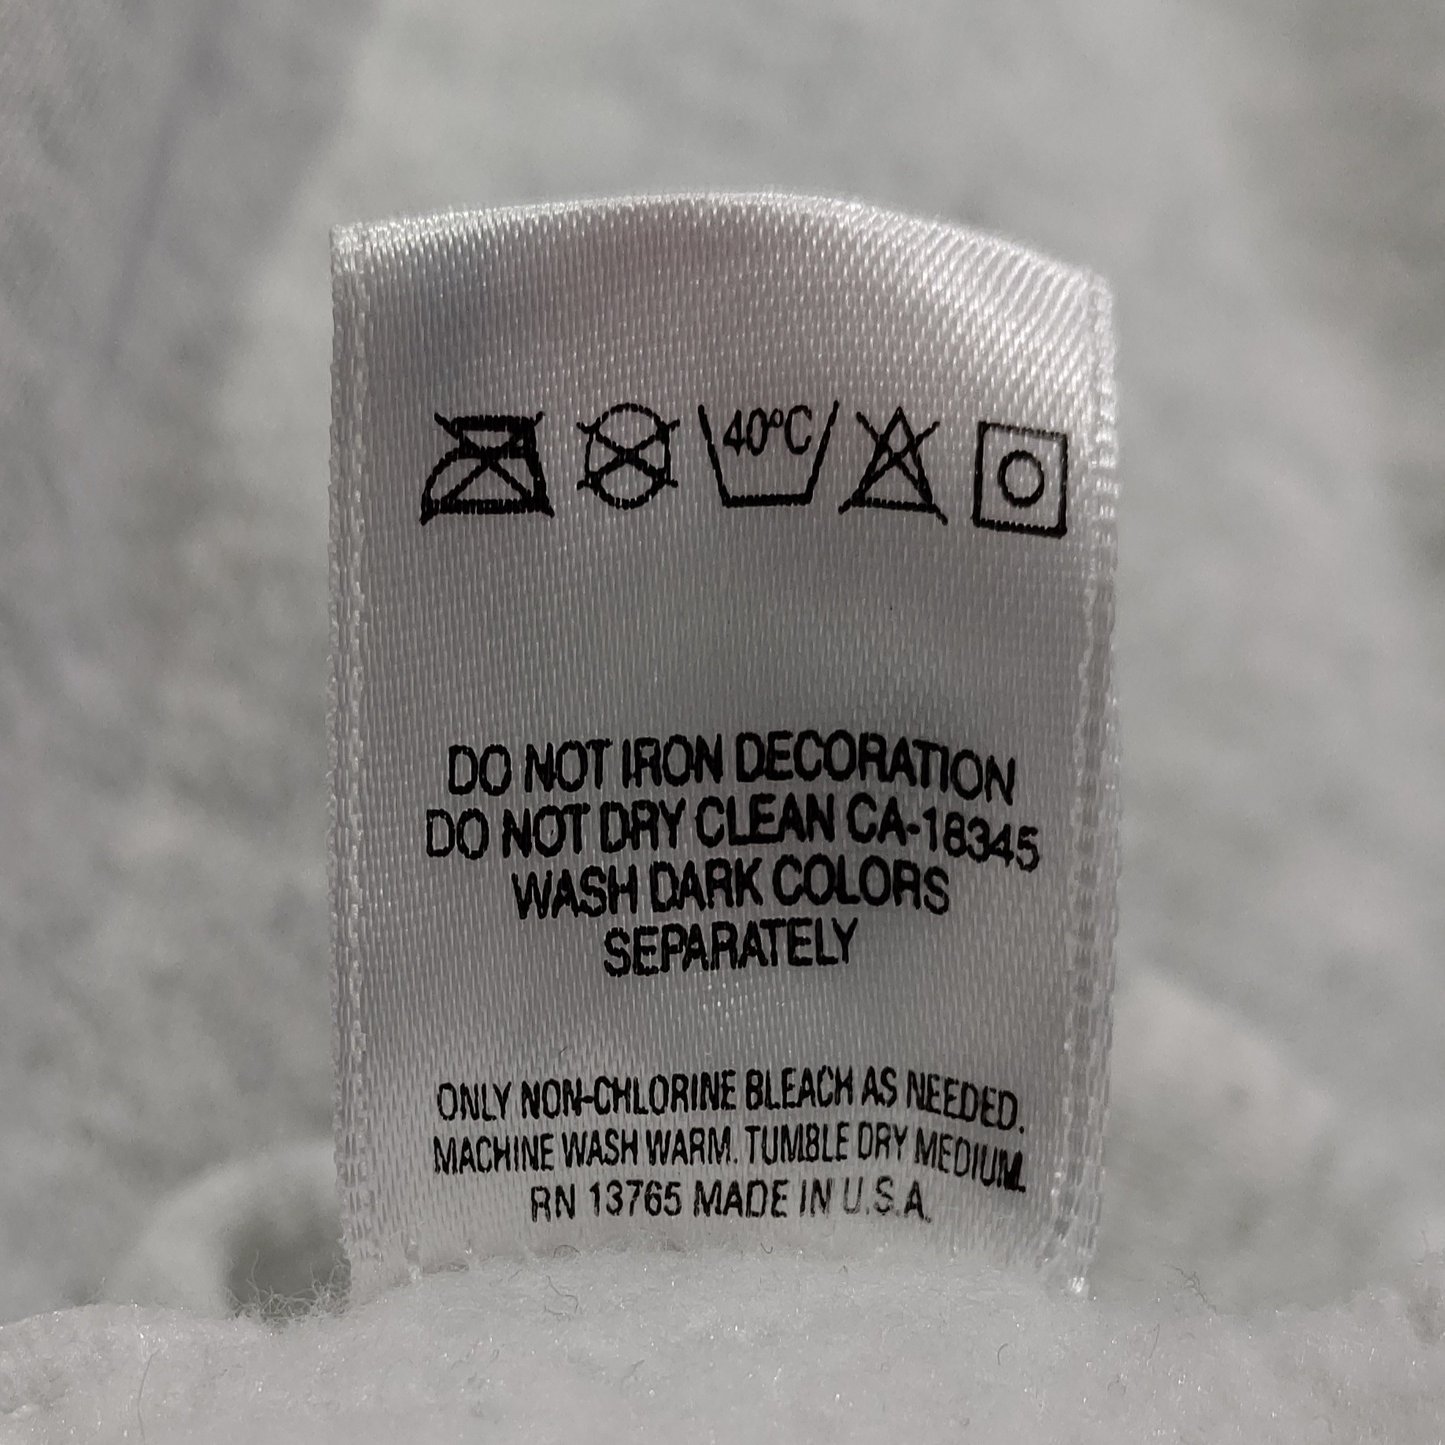 40°C
DO NOT IRON DECORATION
DO NOT DRY CLEAN CA-18345
WASH DARK COLORS
SEPARATELY
ONLY NON-CHLORINE BLEACH AS NEEDED.
MACHINE WASH WARM. TUMBLE DRY MEDIUM.
RN 13765 MADE IN U.S.A.